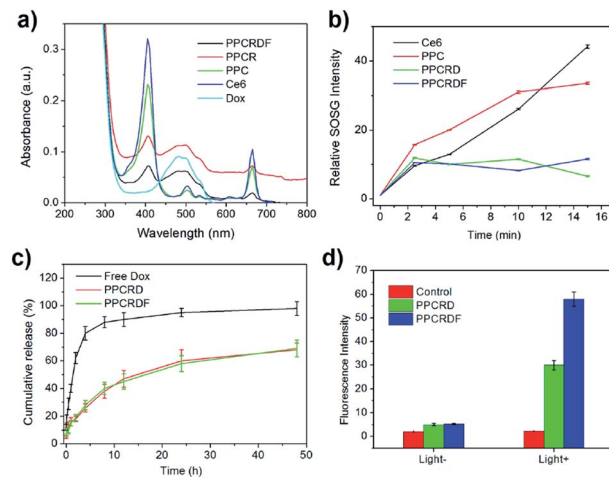 a)
PPCRDF
PPCR
PPC
Ce6
Dox
0.3
0.2
0.1
0.0
Absorbance (a.u.)
200 300 400 500 600 700 800
Wavelength (nm)
b)
Ce6
PPC
PPCRD
PPCRDF
40
20
0
Relative SOSG Intensity
0 2 4 6 8 10 12 14 16
Time (min)
c)
Free Dox
PPCRD
PPCRDF
120
100
80
60
40
20
0
Cumulative release (%)
0 10 20 30 40 50
Time (h)
d)
Control
PPCRD
PPCRDF
70
60
50
40
30
20
10
0
Fluorescence Intensity
Light- Light+